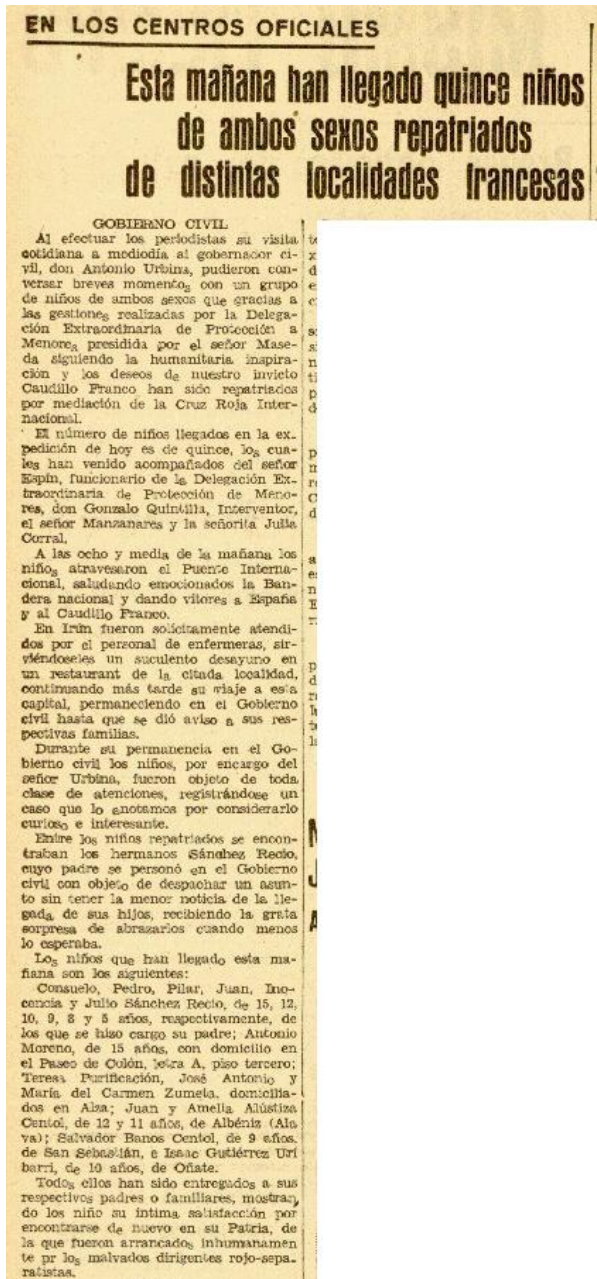 EN LOS CENTROS OFICIALES
Esta mañana han llegado quince niños
de ambos sexos repatriados
de distintas localidades francesas
GOBIERNO CIVIL
Al efectuar los periodistas su visita
cotidiana a mediodía al gobernador ci-
vil, don Antonio Urbina, pudieron con-
versar breves momentos con un grupo
de niños de ambos sexos que gracias a
las gestiones realizadas por la Delega-
ción Extraordinaria de Protección a
Menores presidida por el señor Mase-
da siguiendo la humanitaria inspira-
ción y los deseos de nuestro invicto
Caudillo Franco han sido repatriados
por mediación de la Cruz Roja Inter-
nacional.
El número de niños llegados en la ex-
pedición de hoy es de quince, los cua-
les han venido acompañados del señor
Espín, funcionario de la Delegación Ex-
traordinaria de Protección de Meno-
res, don Gonzalo Quintilla, Interventor,
el señor Manzanares y la señorita Julia
Corral.
A las ocho y media de la mañana los
niños atravesaron el Puente Interna-
cional, saludando emocionados la Ban-
dera nacional y dando vítores a España
y al Caudillo Franco.
En Irún fueron solícitamente atendi-
dos por el personal de enfermeras, sir-
viéndoseles un suculento desayuno en
un restaurant de la citada localidad,
continuando más tarde su viaje a esta
capital, permaneciendo en el Gobierno
civil hasta que se dió aviso a sus res-
pectivas familias.
Durante su permanencia en el Go-
bierno civil los niños, por encargo del
señor Urbina, fueron objeto de toda
clase de atenciones, registrándose un
caso que lo anotamos por considerarlo
curioso e interesante.
Entre los niños repatriados se encon-
traban los hermanos Sánchez Recio,
cuyo padre se personó en el Gobierno
civil con objeto de despachar un asun-
to sin tener la menor noticia de la lle-
gada de sus hijos, recibiendo la grata
sorpresa de abrazarlos cuando menos
lo esperaba.
Los niños que han llegado esta ma-
ñana son los siguientes:
Consuelo, Pedro, Pilar, Juan, Ino-
cencia y Julio Sánchez Recio, de 15, 12,
10, 9, 8 y 5 años, respectivamente, de
los que se hizo cargo su padre; Antonio
Moreno, de 15 años, con domicilio en
el Paseo de Colón, letra A, piso tercero;
Teresa Purificación, José Antonio y
María del Carmen Zumeta, domicilia-
dos en Alza; Juan y Amelia Alústiza
Centol, de 12 y 11 años, de Albéniz (Ala
va); Salvador Banos Centol, de 9 años,
de San Sebastián, e Isaac Gutiérrez Uri
barri, de 10 años, de Oñate.
Todos ellos han sido entregados a sus
respectivos padres o familiares, mostran
do los niño su íntima satisfacción por
encontrarse de nuevo en su Patria, de
la que fueron arrancados inhumanamen
te pr los malvados dirigentes rojo-sepa-
ratistas.